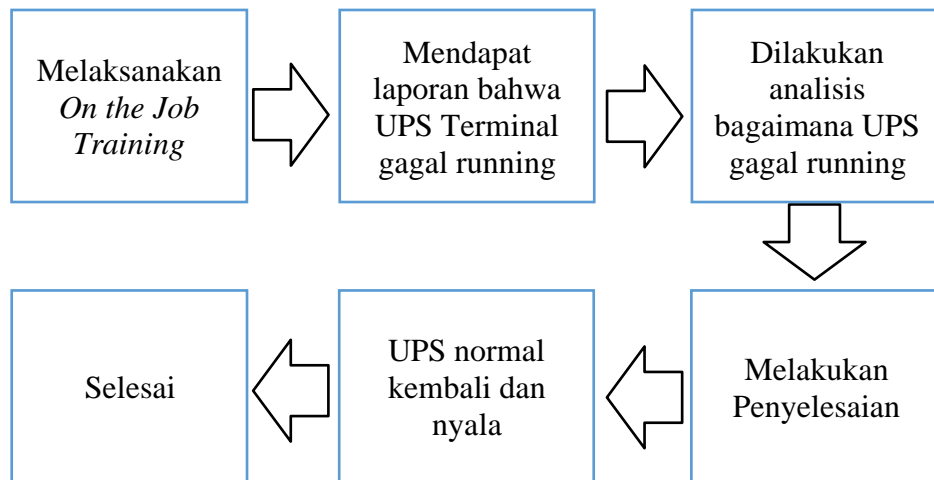 Melaksanakan
On the Job
Training
Mendapat
laporan bahwa
UPS Terminal
gagal running
Dilakukan
analisis
bagaimana UPS
gagal running
Melakukan
Penyelesaian
UPS normal
kembali dan
nyala
Selesai